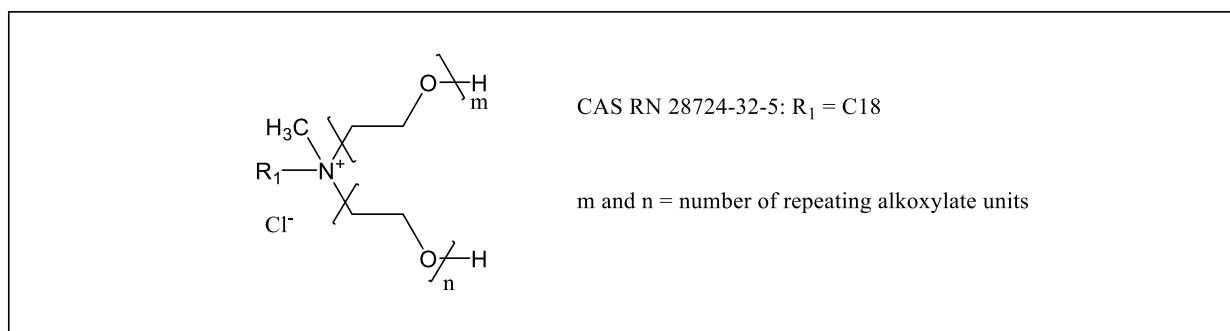 O
H
m
CAS RN 28724-32-5: R₁ = C18
H₃C
R₁
N⁺
m and n = number of repeating alkoxylate units
Cl⁻
O
H
n